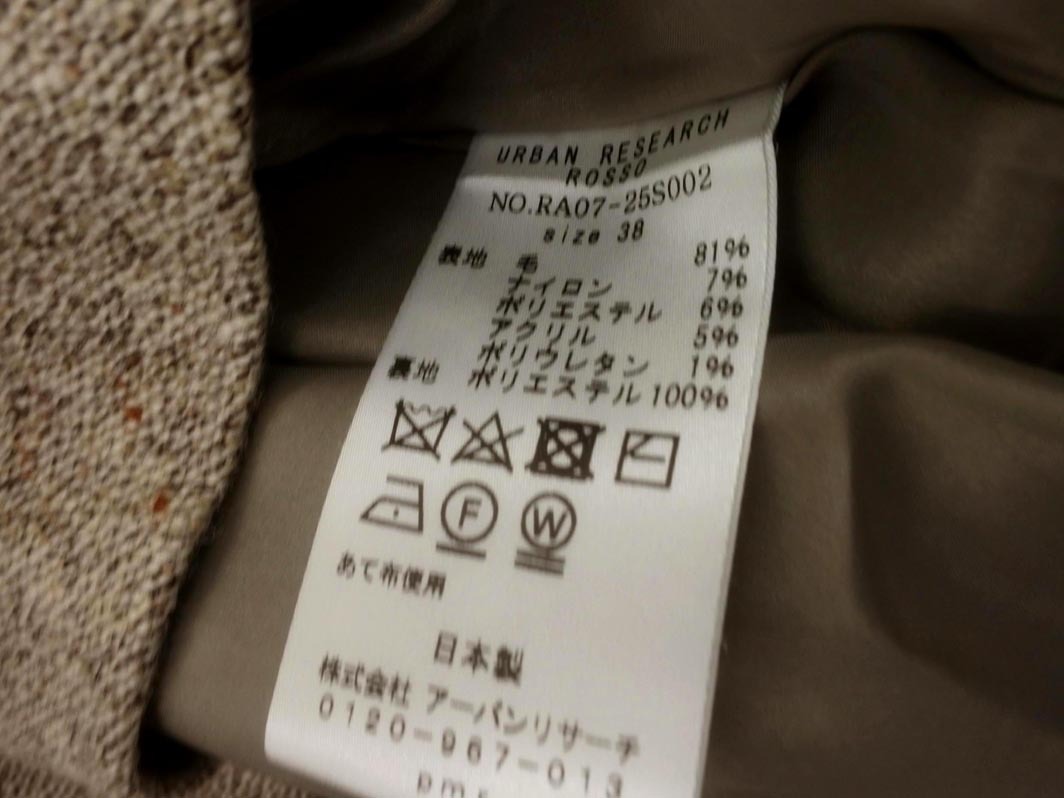 URBAN RESEARCH
ROSSO
NO.RA07-25S002
size 38
表地 毛 81%
ナイロン 7%
ポリエステル 6%
アクリル 5%
ポリウレタン 1%
裏地 ポリエステル 100%
F W
あて布使用
日本製
株式会社 アーバンリサーチ
0120-967-013